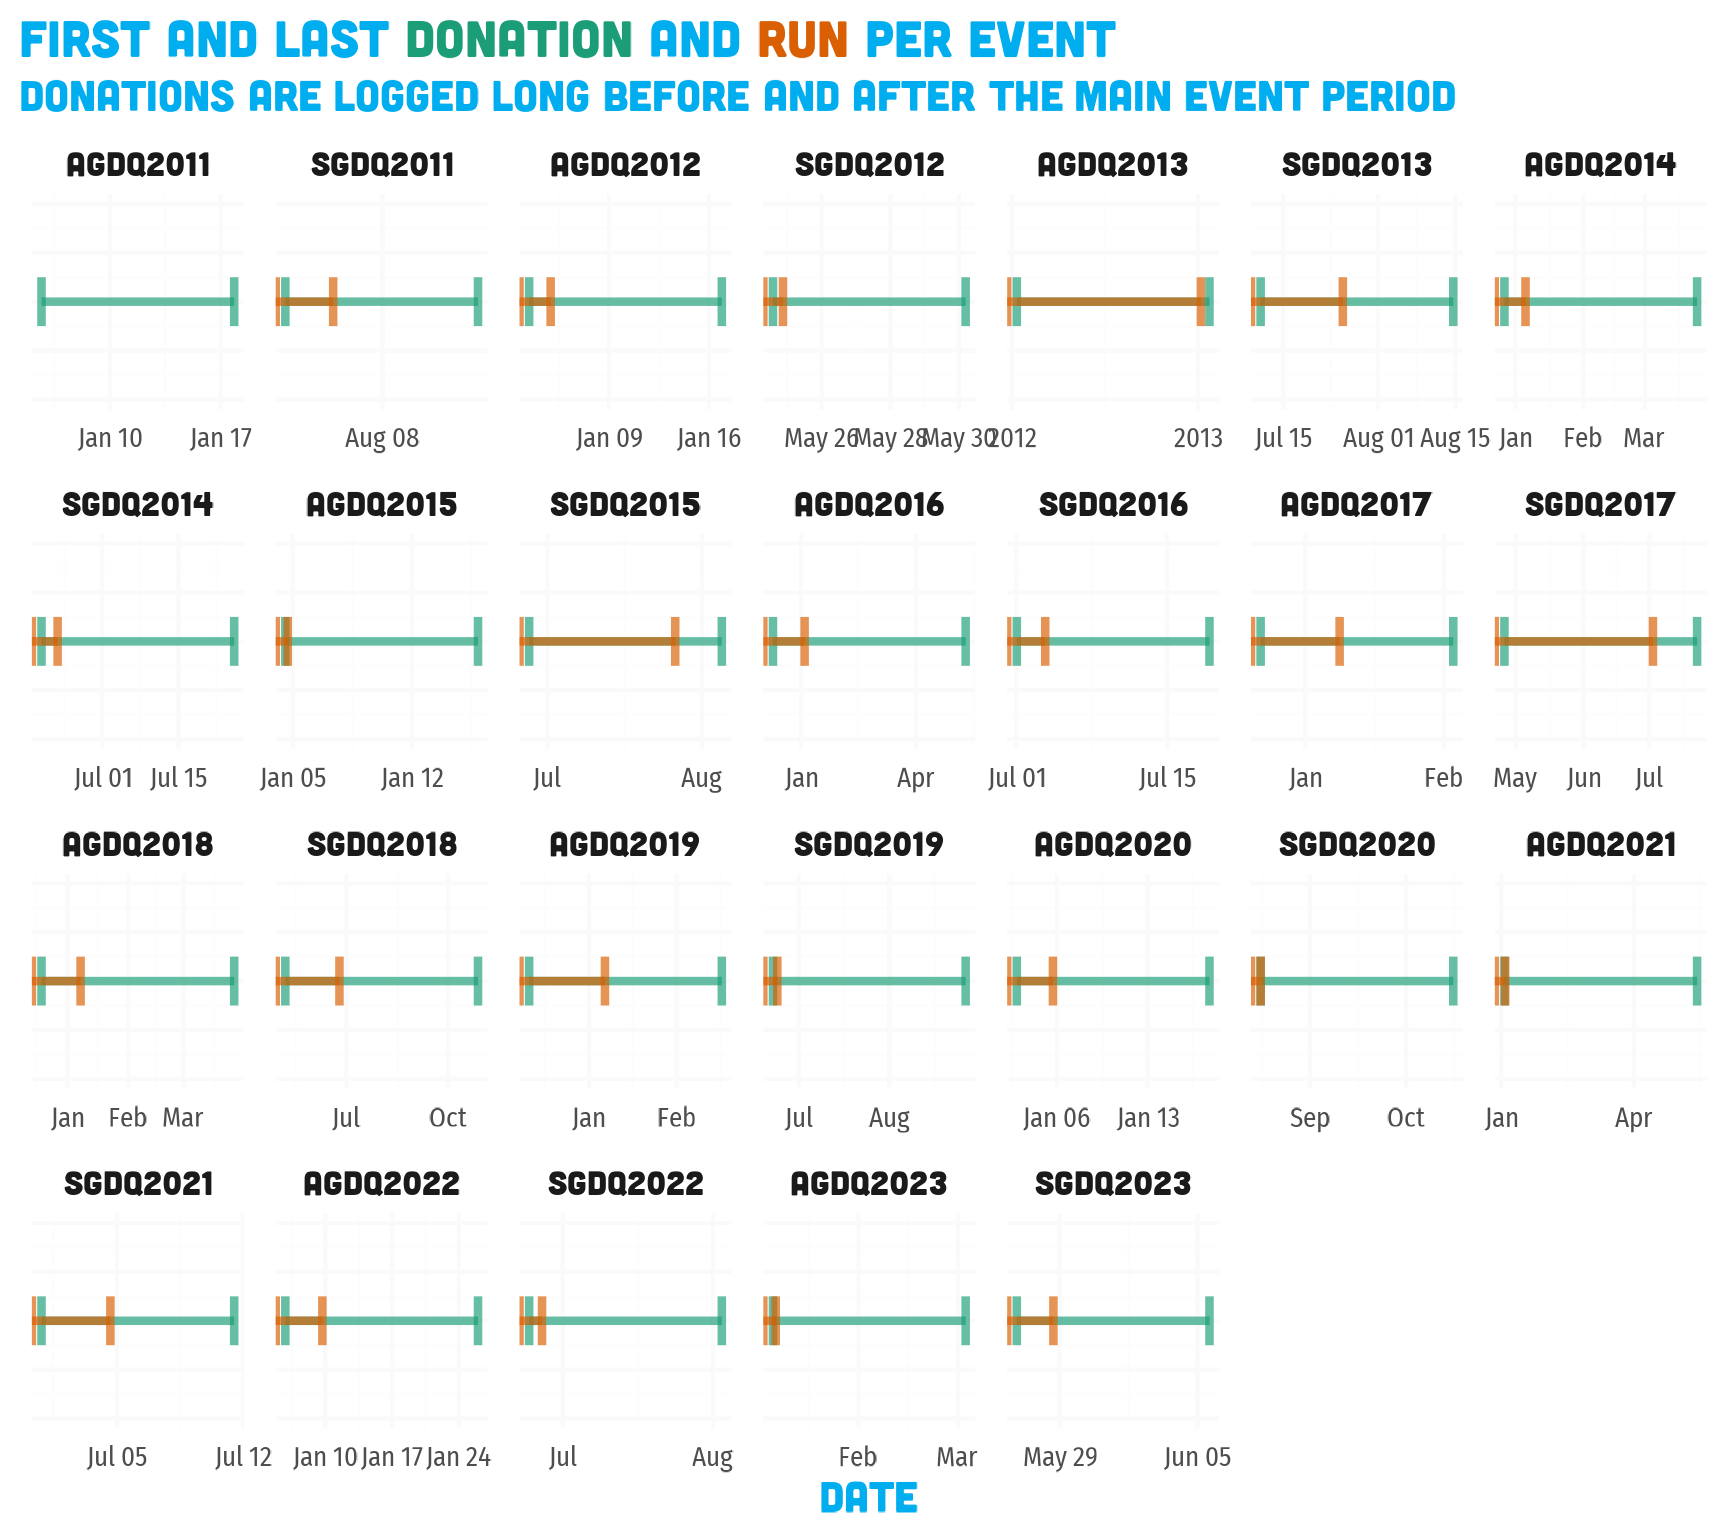 FIRST AND LAST DONATION AND RUN PER EVENT
DONATIONS ARE LOGGED LONG BEFORE AND AFTER THE MAIN EVENT PERIOD
AGDQ2011 SGDQ2011 AGDQ2012 SGDQ2012 AGDQ2013 SGDQ2013 AGDQ2014
Jan 10 Jan 17 Aug 08 Jan 09 Jan 16 May 26 May 28 May 30 2012 2013 Jul 15 Aug 01 Aug 15 Jan Feb Mar
SGDQ2014 AGDQ2015 SGDQ2015 AGDQ2016 SGDQ2016 AGDQ2017 SGDQ2017
Jul 01 Jul 15 Jan 05 Jan 12 Jul Aug Jan Apr Jul 01 Jul 15 Jan Feb May Jun Jul
AGDQ2018 SGDQ2018 AGDQ2019 SGDQ2019 AGDQ2020 SGDQ2020 AGDQ2021
Jan Feb Mar Jul Oct Jan Feb Jul Aug Jan 06 Jan 13 Sep Oct Jan Apr
SGDQ2021 AGDQ2022 SGDQ2022 AGDQ2023 SGDQ2023
Jul 05 Jul 12 Jan 10 Jan 17 Jan 24 Jul Aug Feb Mar May 29 Jun 05
DATE